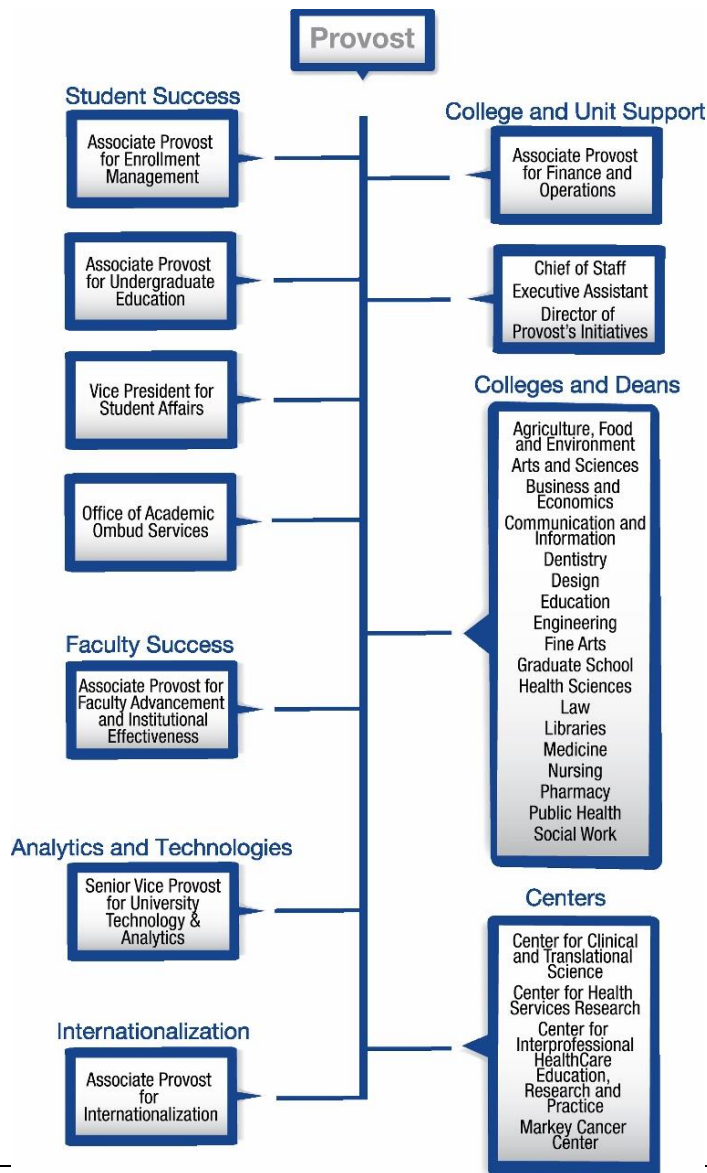 Provost
Student Success
Associate Provost
for Enrollment
Management
Associate Provost
for Undergraduate
Education
Vice President for
Student Affairs
Office of Academic
Ombud Services
Faculty Success
Associate Provost for
Faculty Advancement
and Institutional
Effectiveness
Analytics and Technologies
Senior Vice Provost
for University
Technology &
Analytics
Internationalization
Associate Provost
for
Internationalization
College and Unit Support
Associate Provost
for Finance and
Operations
Chief of Staff
Executive Assistant
Director of
Provost's Initiatives
Colleges and Deans
Agriculture, Food
and Environment
Arts and Sciences
Business and
Economics
Communication and
Information
Dentistry
Design
Education
Engineering
Fine Arts
Graduate School
Health Sciences
Law
Libraries
Medicine
Nursing
Pharmacy
Public Health
Social Work
Centers
Center for Clinical
and Translational
Science
Center for Health
Services Research
Center for
Interprofessional
HealthCare
Education,
Research and
Practice
Markey Cancer
Center